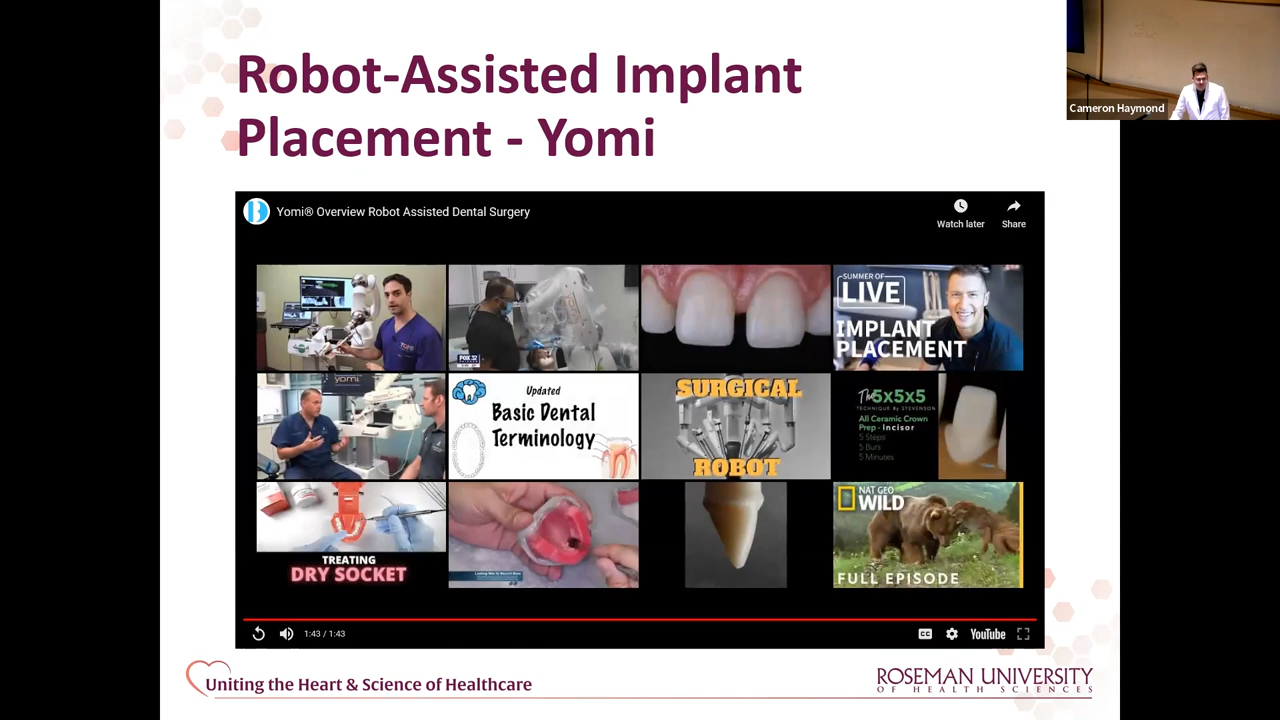 Robot-Assisted Implant
Placement - Yomi
Cameron Haymond
Yomi® Overview Robot Assisted Dental Surgery
Watch later
Share
SUMMER OF
LIVE
IMPLANT
PLACEMENT
FOX 32
yomi
Updated
Basic Dental
Terminology
SURGICAL
ROBOT
The 5x5x5
TECHNIQUE By STEVENSON
All Ceramic Crown
Prep - Incisor
5 Steps
5 Burs
5 Minutes
TREATING
DRY SOCKET
NAT GEO
WILD
FULL EPISODE
1:43 / 1:43
CC
YouTube
Uniting the Heart & Science of Healthcare
ROSEMAN UNIVERSITY
OF HEALTH SCIENCES